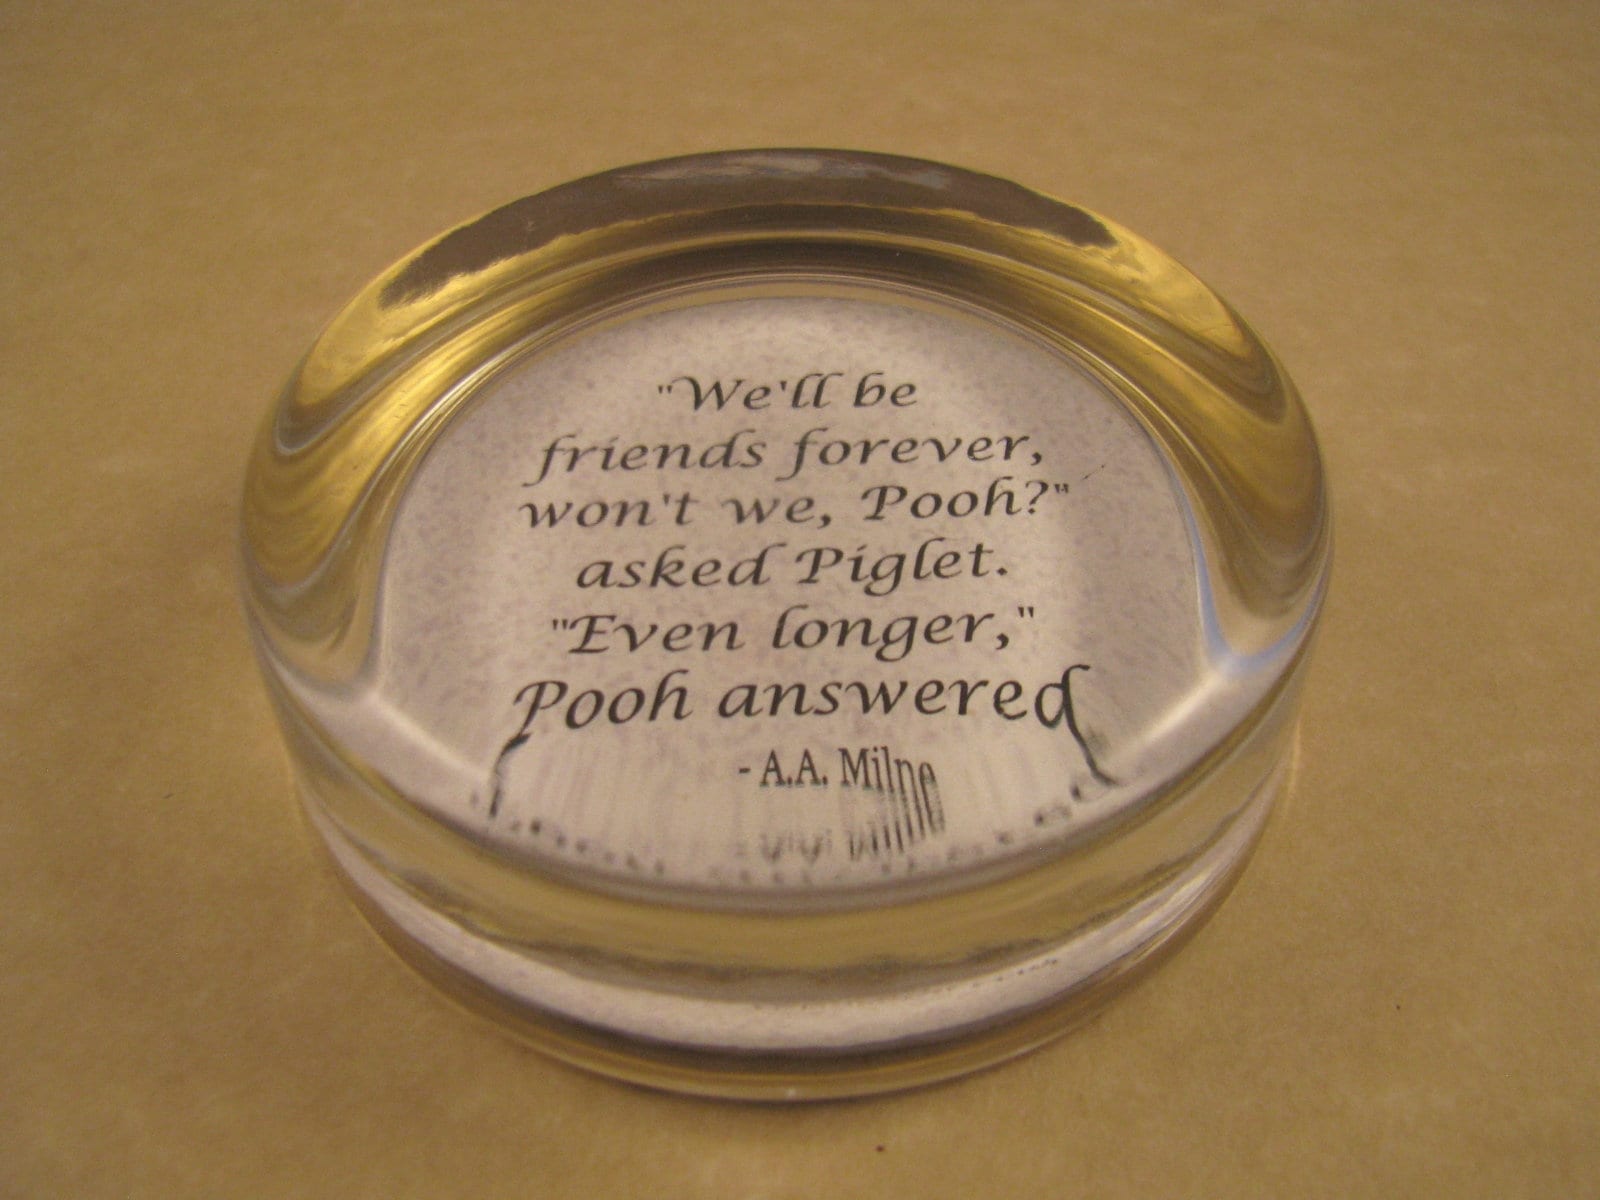 "We'll be
friends forever,
won't we, Pooh?"
asked Piglet.
"Even longer,"
Pooh answered
- A.A. Milne